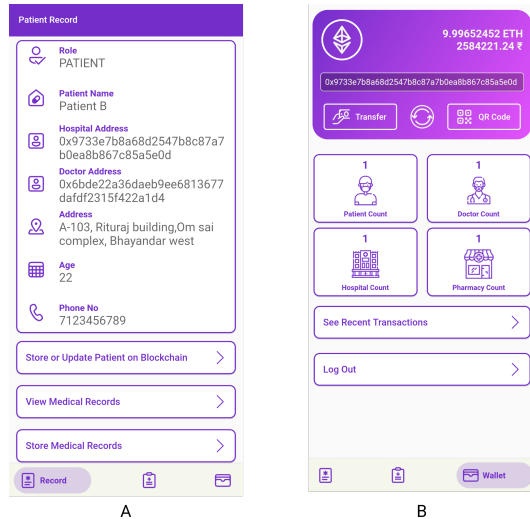 Patient Record
Role
PATIENT
Patient Name
Patient B
Hospital Address
0x9733e7b8a68d2547b8c87a7
b0ea8b867c85a5e0d
Doctor Address
0x6bde22a36daeb9ee6813677
dafdf2315f422a1d4
Address
A-103, Rituraj building,Om sai
complex, Bhayandar west
Age
22
Phone No
7123456789
Store or Update Patient on Blockchain
View Medical Records
Store Medical Records
Record
A
9.99652452 ETH
2584221.24 ₹
0x9733e7b8a68d2547b8c87a7b0ea8b867c85a5e0d
Transfer
QR Code
1
Patient Count
1
Doctor Count
1
Hospital Count
1
Pharmacy Count
See Recent Transactions
Log Out
Wallet
B